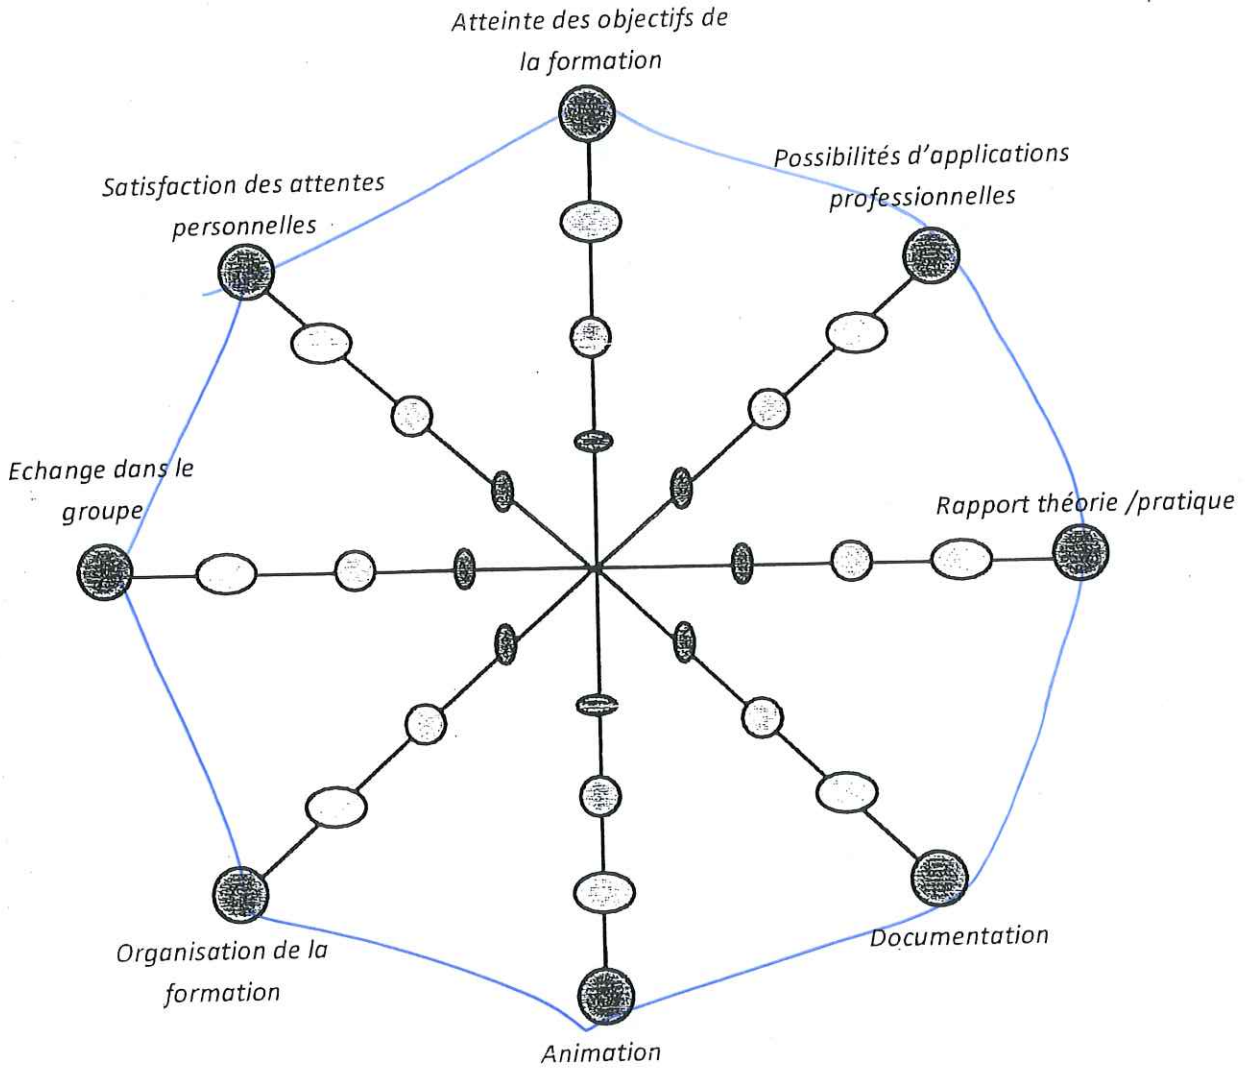 Atteinte des objectifs de
la formation
Possibilités d'applications
professionnelles
Satisfaction des attentes
personnelles
Echange dans le
groupe
Rapport théorie /pratique
Organisation de la
formation
Documentation
Animation